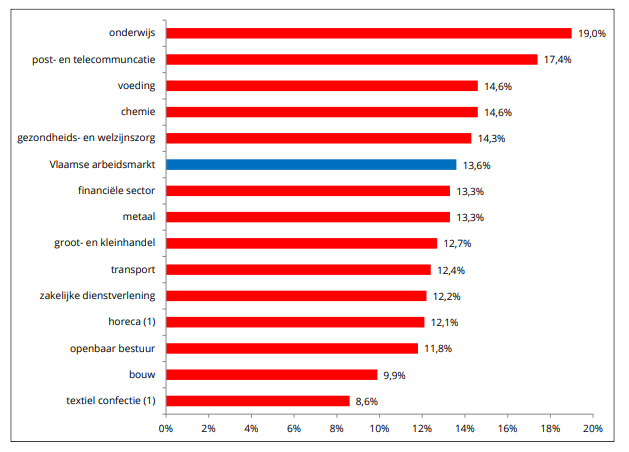 onderwijs 19,0%
post- en telecommuncatie 17,4%
voeding 14,6%
chemie 14,6%
gezondheids- en welzijnszorg 14,3%
Vlaamse arbeidsmarkt 13,6%
financiële sector 13,3%
metaal 13,3%
groot- en kleinhandel 12,7%
transport 12,4%
zakelijke dienstverlening 12,2%
horeca (1) 12,1%
openbaar bestuur 11,8%
bouw 9,9%
textiel confectie (1) 8,6%
0% 2% 4% 6% 8% 10% 12% 14% 16% 18% 20%